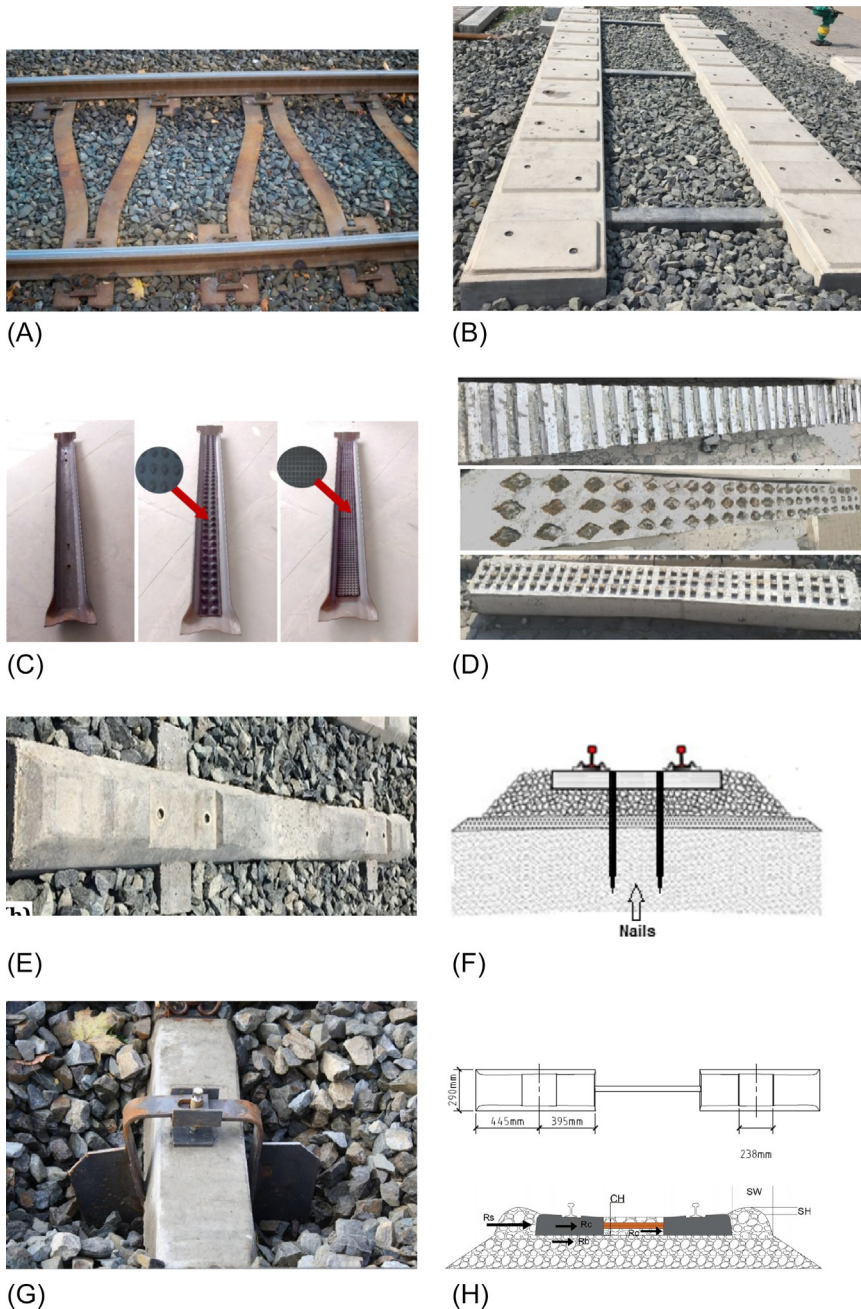 (A)
(B)
(C)
(D)
(E)
Nails
(F)
(G)
290mm
445mm
395mm
238mm
SW
CH
SH
Rs
Rc
Rc
Rb
(H)